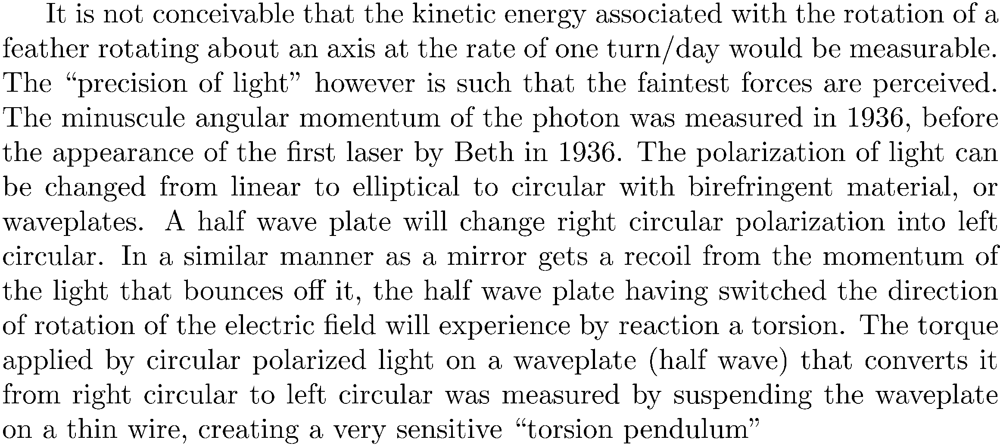 It is not conceivable that the kinetic energy associated with the rotation of a
feather rotating about an axis at the rate of one turn/day would be measurable.
The “precision of light” however is such that the faintest forces are perceived.
The minuscule angular momentum of the photon was measured in 1936, before
the appearance of the first laser by Beth in 1936. The polarization of light can
be changed from linear to elliptical to circular with birefringent material, or
waveplates. A half wave plate will change right circular polarization into left
circular. In a similar manner as a mirror gets a recoil from the momentum of
the light that bounces off it, the half wave plate having switched the direction
of rotation of the electric field will experience by reaction a torsion. The torque
applied by circular polarized light on a waveplate (half wave) that converts it
from right circular to left circular was measured by suspending the waveplate
on a thin wire, creating a very sensitive “torsion pendulum”